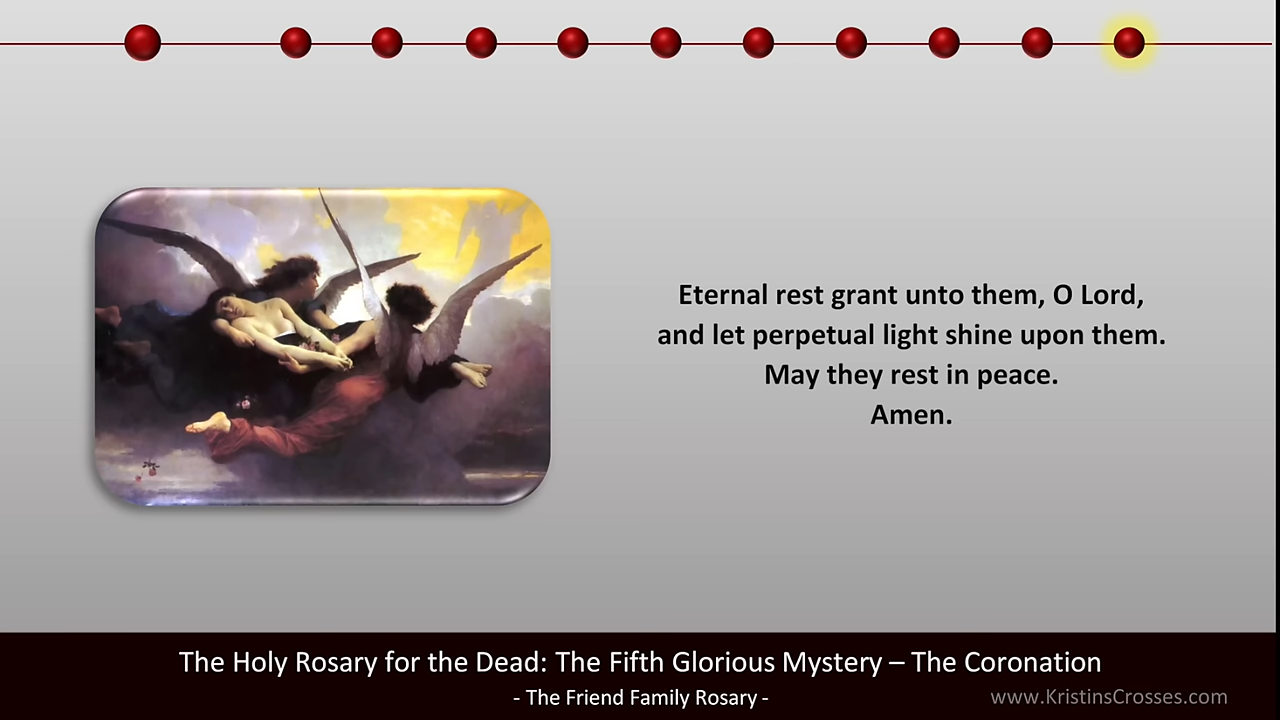 Eternal rest grant unto them, O Lord,
and let perpetual light shine upon them.
May they rest in peace.
Amen.
The Holy Rosary for the Dead: The Fifth Glorious Mystery – The Coronation
- The Friend Family Rosary -
www.KristinsCrosses.com